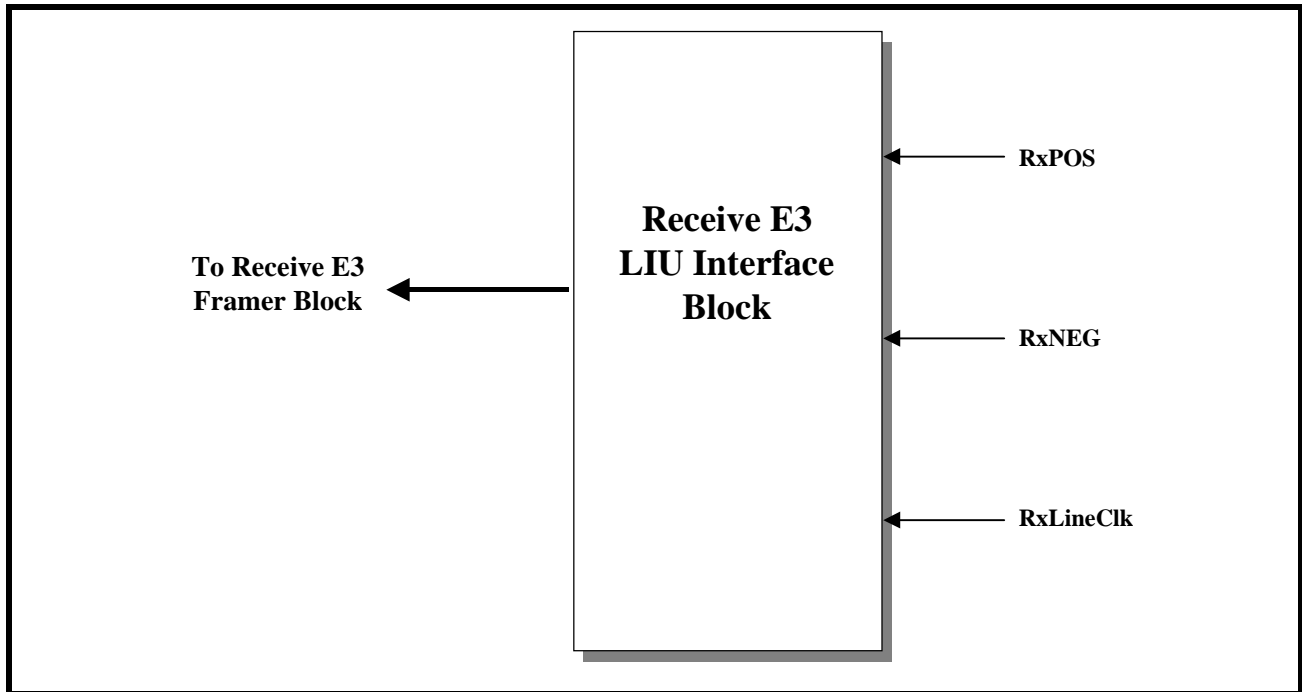 To Receive E3
Framer Block
Receive E3
LIU Interface
Block
RxPOS
RxNEG
RxLineClk